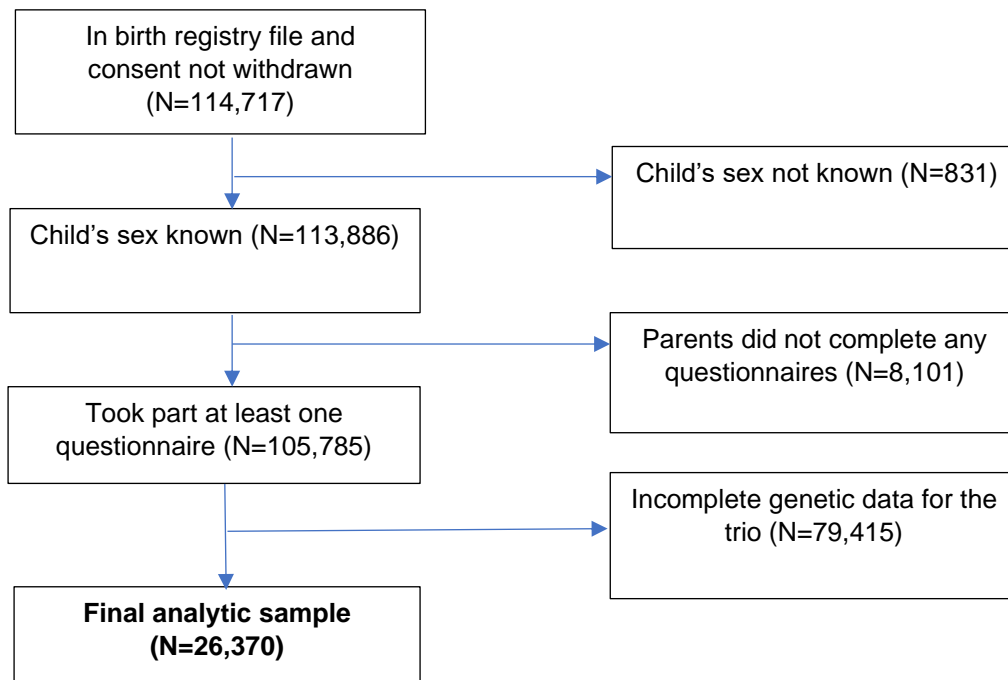 In birth registry file and
consent not withdrawn
(N=114,717)
Child’s sex not known (N=831)
Child’s sex known (N=113,886)
Parents did not complete any
questionnaires (N=8,101)
Took part at least one
questionnaire (N=105,785)
Incomplete genetic data for the
trio (N=79,415)
Final analytic sample
(N=26,370)